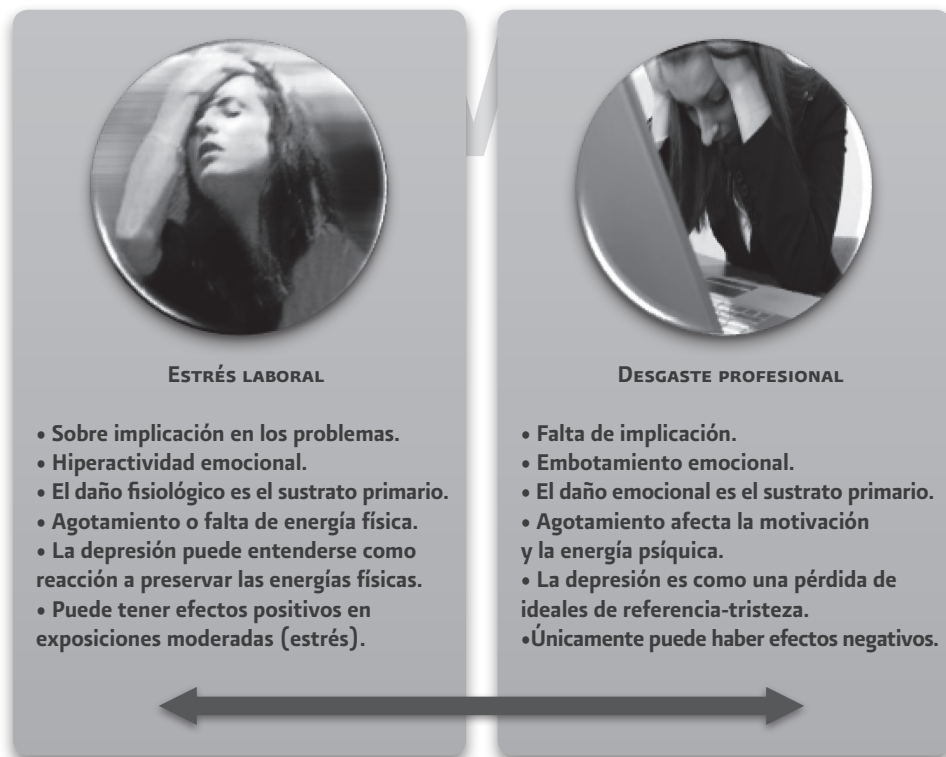 Estrés laboral
• Sobre implicación en los problemas.
• Hiperactividad emocional.
• El daño fisiológico es el sustrato primario.
• Agotamiento o falta de energía física.
• La depresión puede entenderse como
reacción a preservar las energías físicas.
• Puede tener efectos positivos en
exposiciones moderadas (estrés).
Desgaste profesional
• Falta de implicación.
• Embotamiento emocional.
• El daño emocional es el sustrato primario.
• Agotamiento afecta la motivación
y la energía psíquica.
• La depresión es como una pérdida de
ideales de referencia-tristeza.
•Únicamente puede haber efectos negativos.